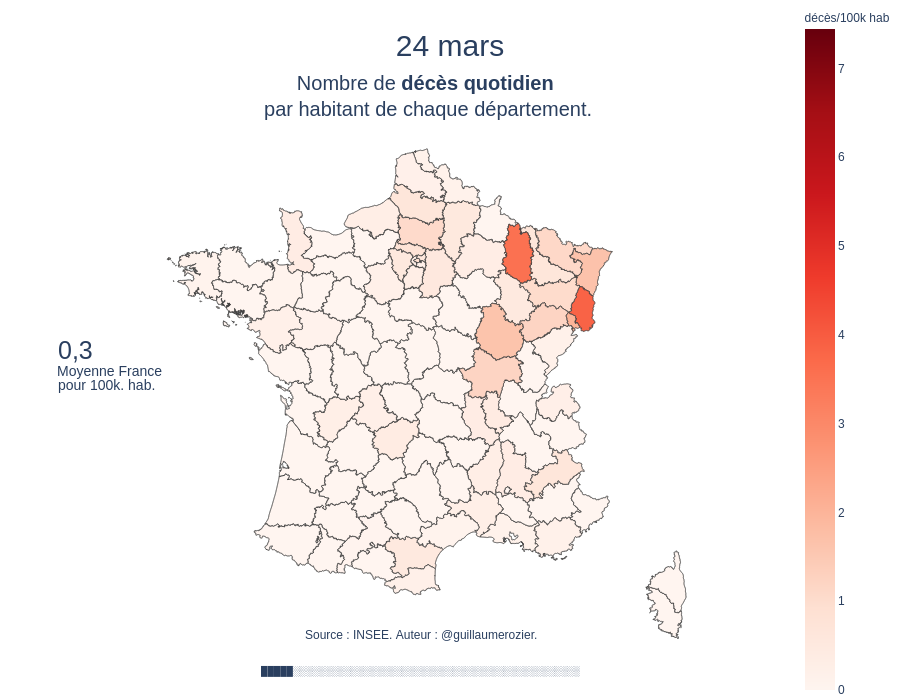 décès/100k hab
24 mars
Nombre de décès quotidien
par habitant de chaque département.
7
6
5
4
3
2
1
0
0,3
Moyenne France
pour 100k. hab.
Source : INSEE. Auteur : @guillaumerozier.